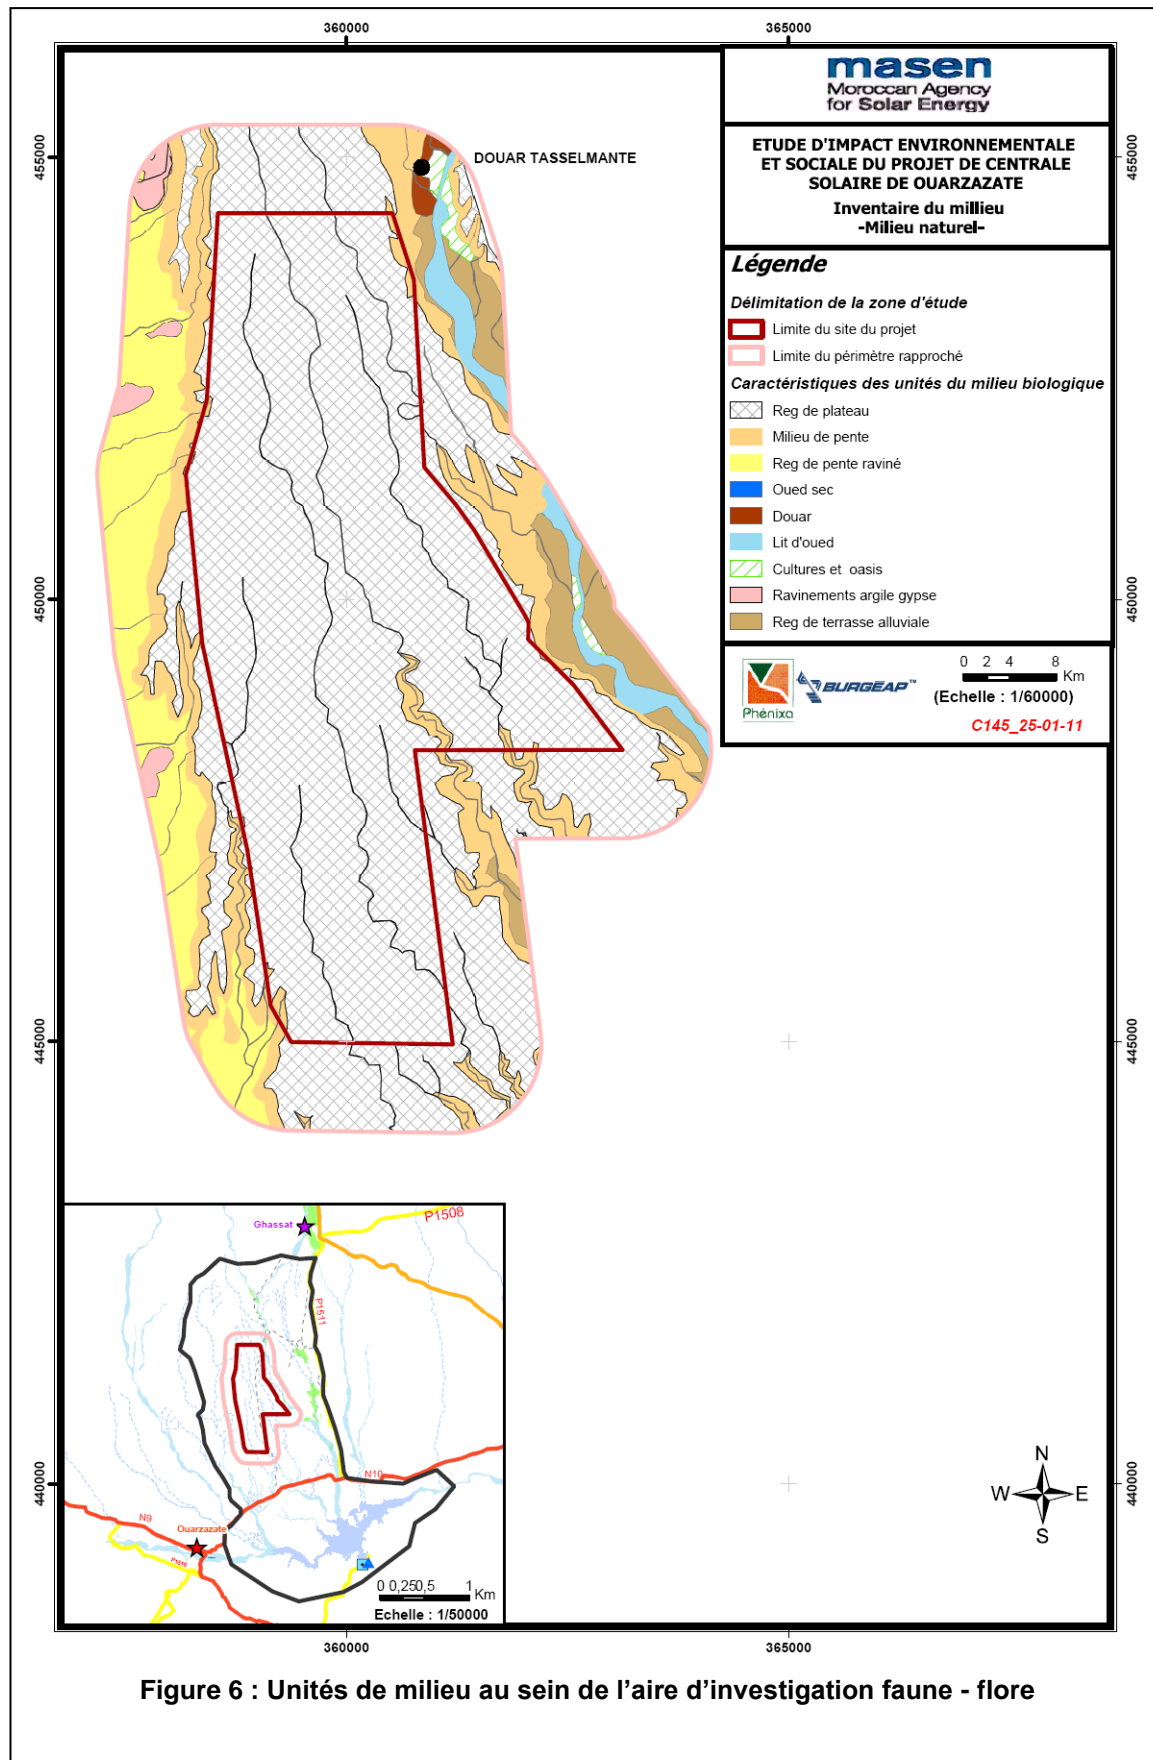 360000
365000
455000
450000
445000
440000
DOUAR TASSELMANTE
masen
Moroccan Agency
for Solar Energy
ETUDE D'IMPACT ENVIRONNEMENTALE
ET SOCIALE DU PROJET DE CENTRALE
SOLAIRE DE OUARZAZATE
Inventaire du millieu
-Milieu naturel-
Légende
Délimitation de la zone d'étude
Limite du site du projet
Limite du périmètre rapproché
Caractéristiques des unités du milieu biologique
Reg de plateau
Milieu de pente
Reg de pente raviné
Oued sec
Douar
Lit d'oued
Cultures et oasis
Ravinements argile gypse
Reg de terrasse alluviale
Phénixa
BURGÉAP™
0 2 4 8
Km
(Echelle : 1/60000)
C145_25-01-11
455000
450000
445000
440000
Ghassat
P1508
P1511
N10
N9
Ouarzazate
0 0,250,5 1
Km
Echelle : 1/50000
N
W E
S
360000
365000
Figure 6 : Unités de milieu au sein de l'aire d'investigation faune - flore